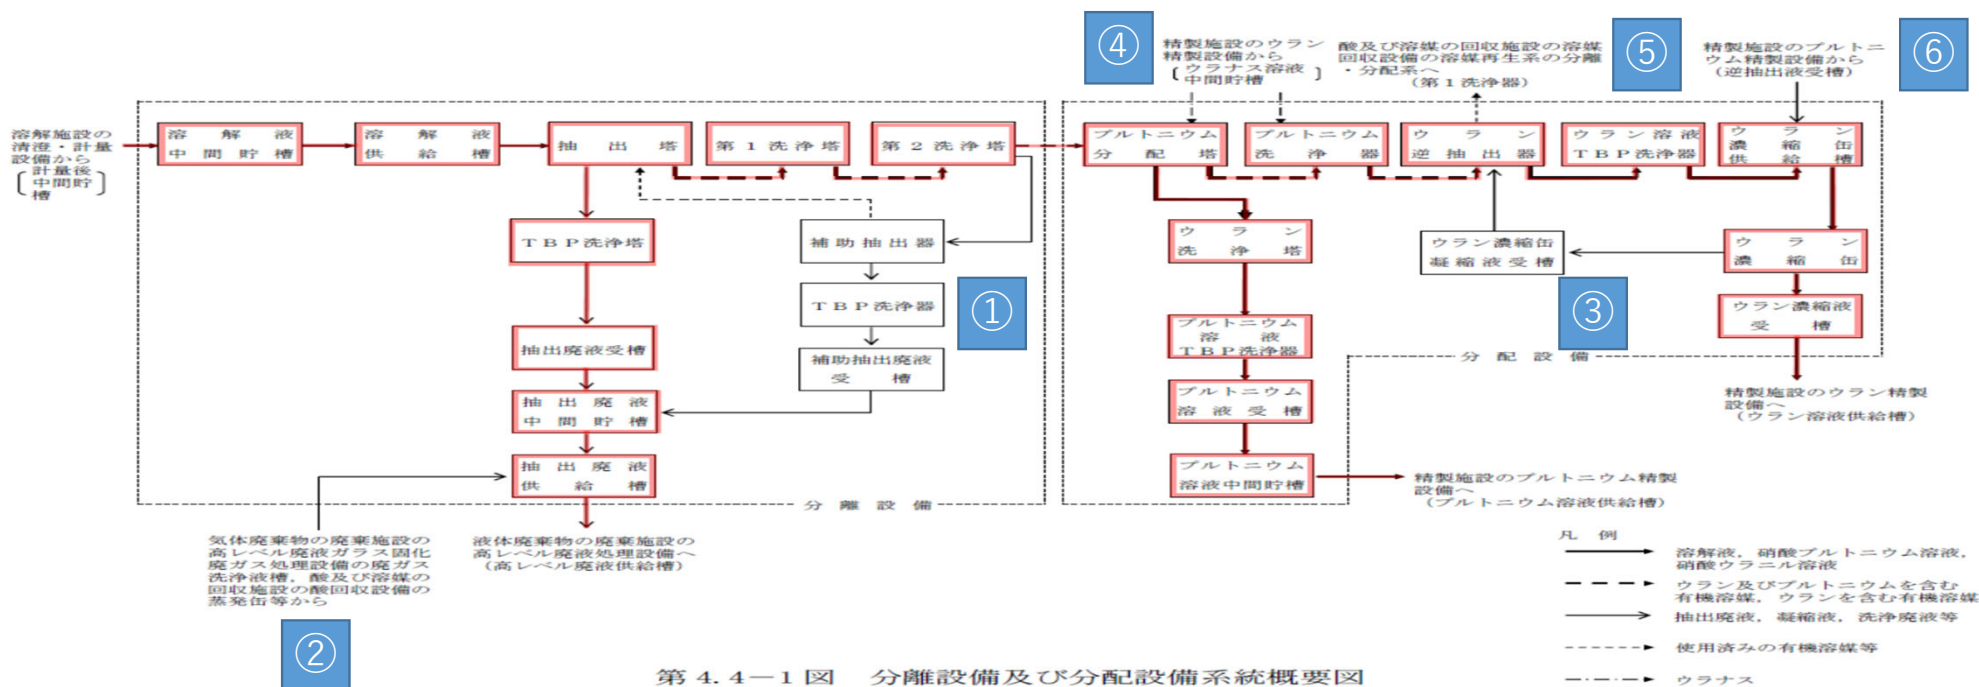 ④
精製施設のウラン
精製設備から
〔ウラナス溶液
中間貯槽〕
酸及び溶媒の回収施設の溶媒
回収設備の溶媒再生系の分離
・分配系へ
(第1洗浄器)
⑤
精製施設のプルトニ
ウム精製設備から
(逆抽出液受槽)
⑥
溶解施設の
清澄・計量
設備から
〔計量後
中間貯
槽〕
溶解液
中間貯槽
溶解液
供給槽
抽出塔
第1洗浄塔
第2洗浄塔
プルトニウム
分配塔
プルトニウム
洗浄器
ウラン
逆抽出器
ウラン溶液
TBP洗浄器
ウラン
濃縮缶
供給槽
TBP洗浄塔
補助抽出器
ウラン
洗浄塔
ウラン濃縮缶
凝縮液受槽
ウラン
濃縮缶
TBP洗浄器
①
③
ウラン濃縮液
受槽
抽出廃液受槽
補助抽出廃液
受槽
プルトニウム
溶液
TBP洗浄器
分配設備
抽出廃液
中間貯槽
プルトニウム
溶液受槽
精製施設のウラン精製
設備へ
(ウラン溶液供給槽)
抽出廃液
供給槽
プルトニウム
溶液中間貯槽
精製施設のプルトニウム精製
設備へ
(プルトニウム溶液供給槽)
分離設備
気体廃棄物の廃棄施設の
高レベル廃液ガラス固化
廃ガス処理設備の廃ガス
洗浄液槽,酸及び溶媒の
回収施設の酸回収設備の
蒸発缶等から
液体廃棄物の廃棄施設の
高レベル廃液処理設備へ
(高レベル廃液供給槽)
②
凡例
溶解液,硝酸プルトニウム溶液,
硝酸ウラニル溶液
ウラン及びプルトニウムを含む
有機溶媒,ウランを含む有機溶媒
抽出廃液,凝縮液,洗浄廃液等
使用済みの有機溶媒等
ウラナス
第4.4-1図 分離設備及び分配設備系統概要図